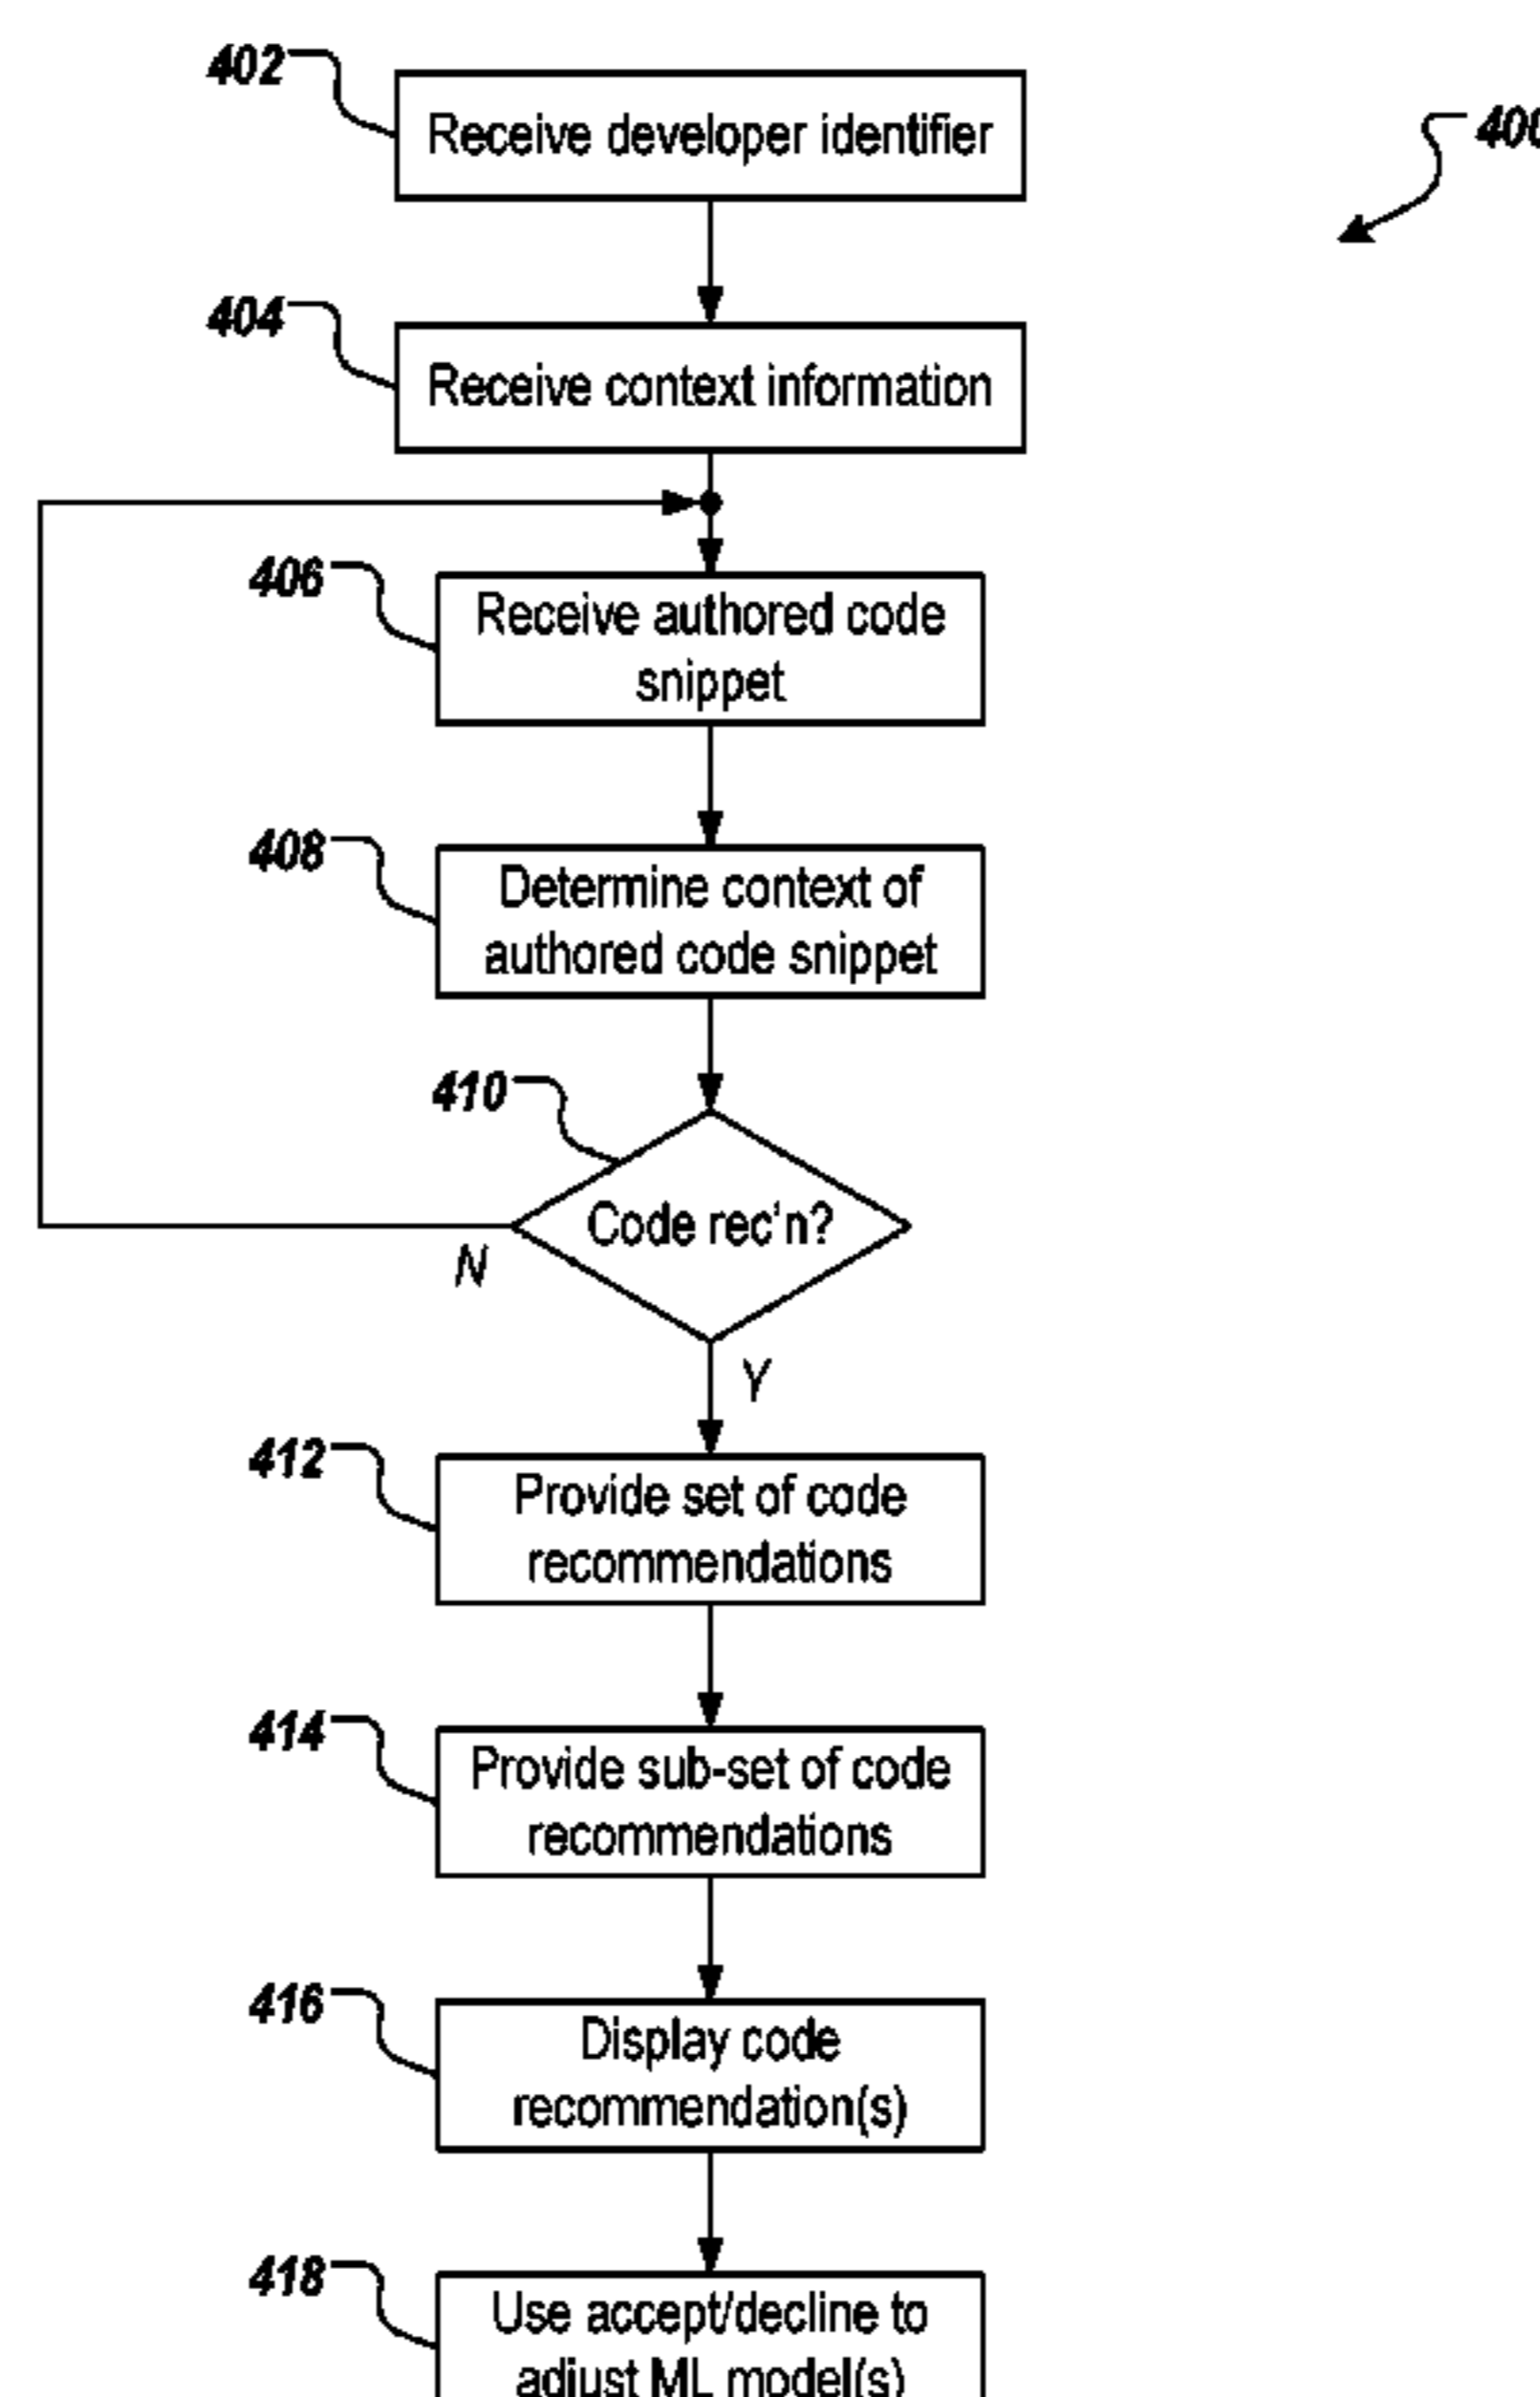 402
Receive developer identifier
400
404
Receive context information
406
Receive authored code
snippet
408
Determine context of
authored code snippet
410
Code rec'n?
N
Y
412
Provide set of code
recommendations
414
Provide sub-set of code
recommendations
416
Display code
recommendation(s)
418
Use accept/decline to
adjust ML model(s)